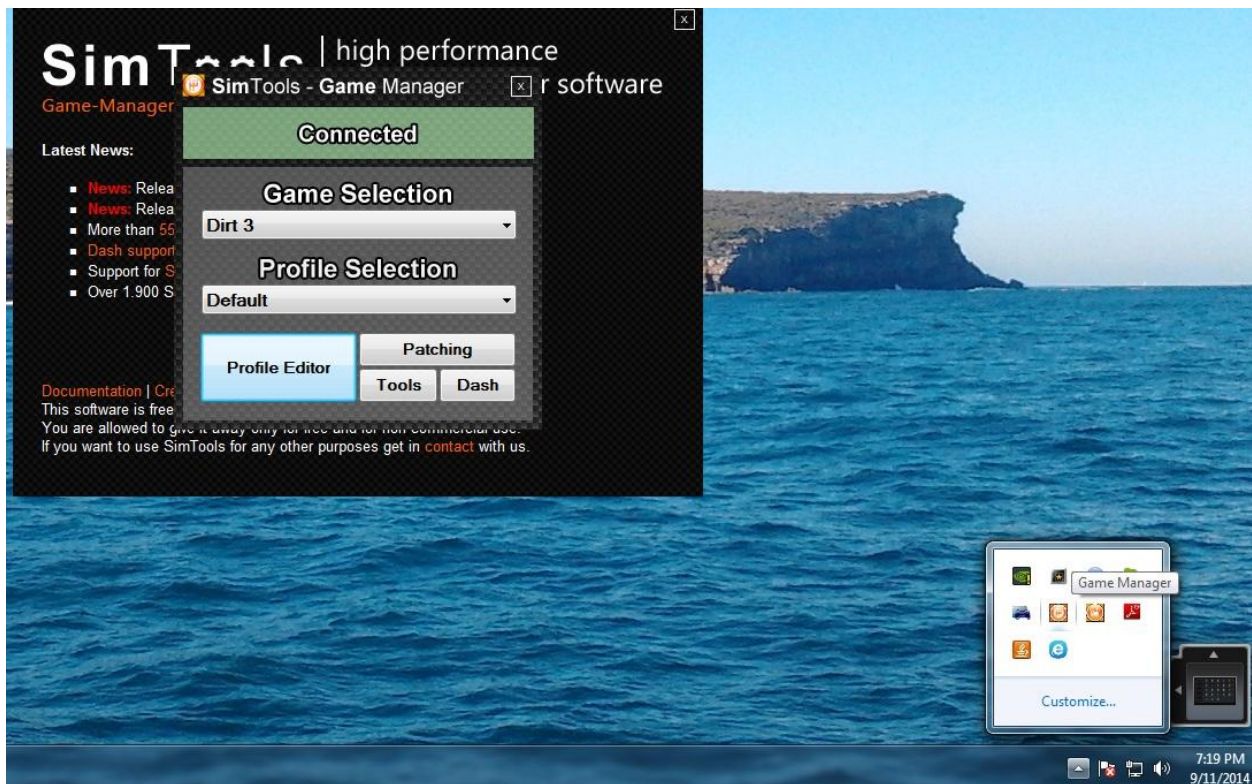 x
SimTools | high performance
r software
Game-Manager
SimTools - Game Manager
x
Connected
Latest News:
News: Relea
News: Relea
More than 55
Dash support
Support for S
Over 1.900 S
Game Selection
Dirt 3
Profile Selection
Default
Profile Editor
Patching
Tools
Dash
Documentation | Cre
This software is free
You are allowed to give it away only for free and for non commercial use.
If you want to use SimTools for any other purposes get in contact with us.
Game Manager
Customize...
7:19 PM
9/11/2014